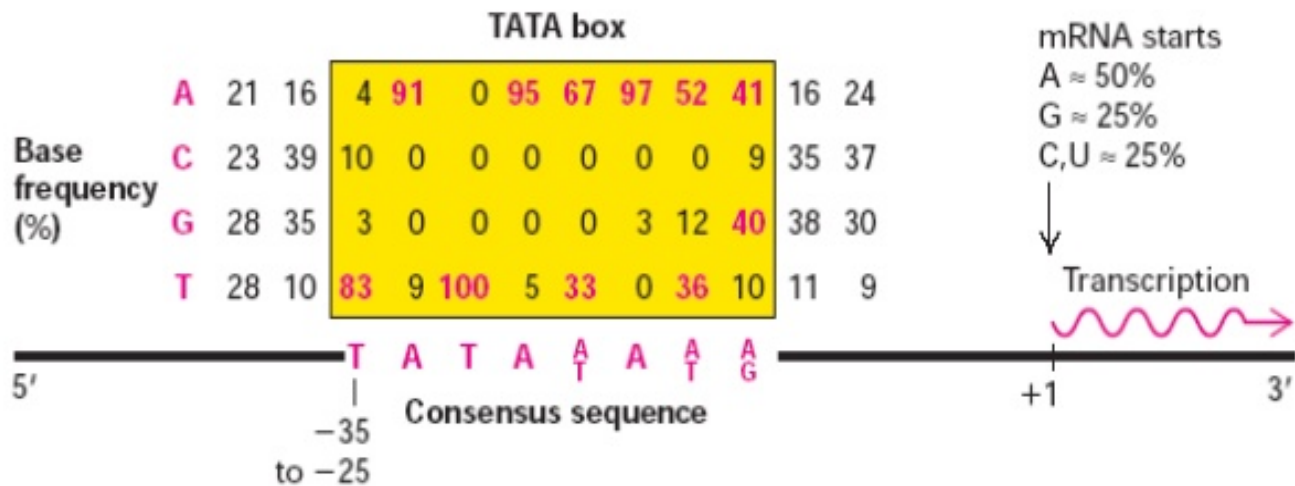 TATA box
mRNA starts
A ≈ 50%
G ≈ 25%
C,U ≈ 25%
Base
frequency
(%)
A 21 16 4 91 0 95 67 97 52 41 16 24
C 23 39 10 0 0 0 0 0 0 9 35 37
G 28 35 3 0 0 0 0 3 12 40 38 30
T 28 10 83 9 100 5 33 0 36 10 11 9
Transcription
T A T A A/T A A/T A/G
5′
+1
3′
−35
to −25
Consensus sequence